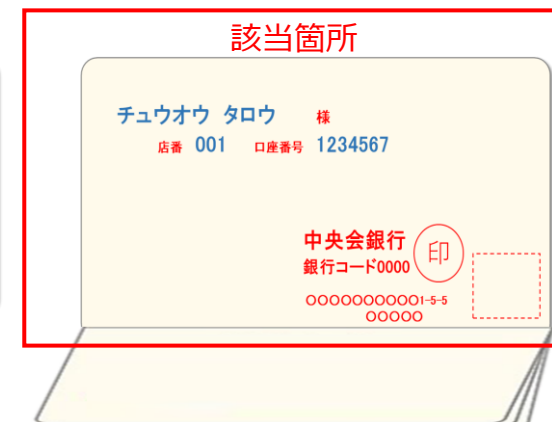 該当箇所
チュウオウ タロウ 様
店番 001 口座番号 1234567
中央会銀行
印
銀行コード0000
○○○○○○○○○○1-5-5
○○○○○